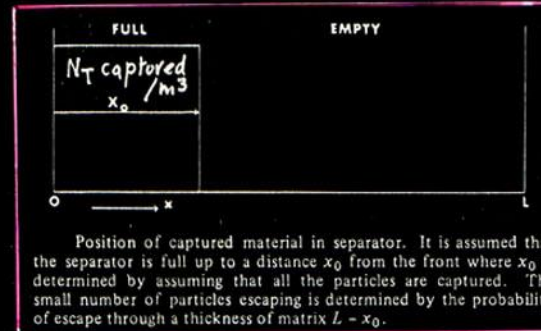 FULL EMPTY
N_T captured
/m³
x₀
O x L
Position of captured material in separator. It is assumed th
the separator is full up to a distance x₀ from the front where x₀
determined by assuming that all the particles are captured. Th
small number of particles escaping is determined by the probabilit
of escape through a thickness of matrix L - x₀.